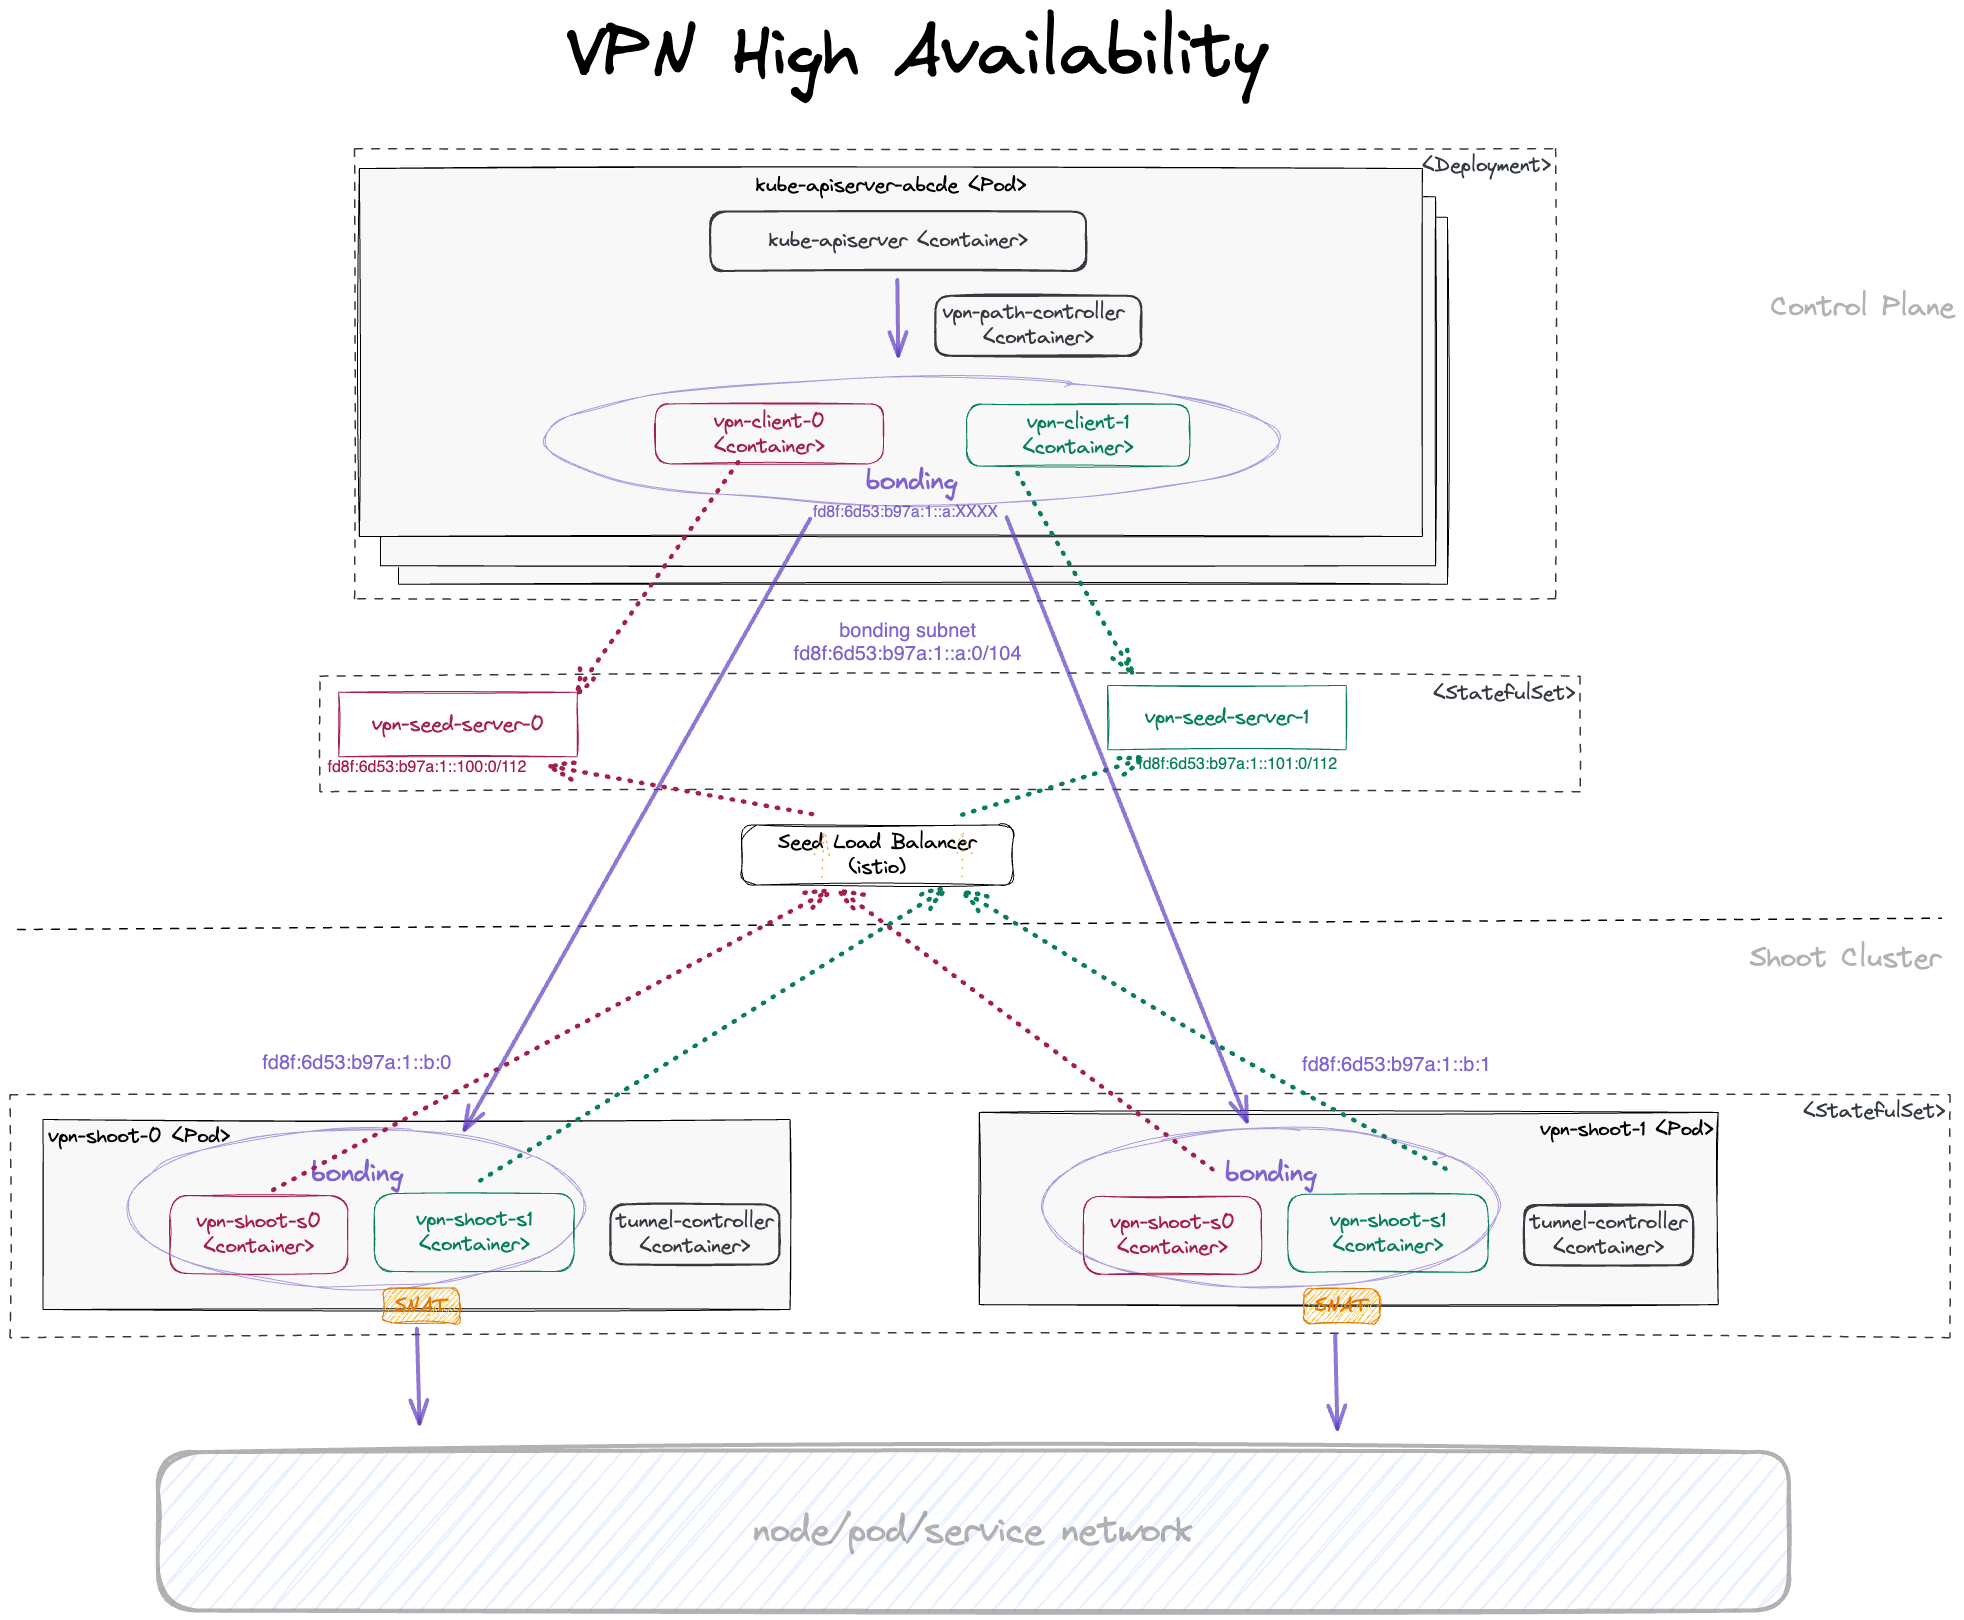 VPN High Availability
<Deployment>
kube-apiserver-abcde <Pod>
kube-apiserver <container>
vpn-path-controller
<container>
Control Plane
vpn-client-0
<container>
vpn-client-1
<container>
bonding
fd8f:6d53:b97a:1::a:XXXX
bonding subnet
fd8f:6d53:b97a:1::a:0/104
<StatefulSet>
vpn-seed-server-0
vpn-seed-server-1
fd8f:6d53:b97a:1::100:0/112
fd8f:6d53:b97a:1::101:0/112
Seed Load Balancer
(istio)
Shoot Cluster
fd8f:6d53:b97a:1::b:0
fd8f:6d53:b97a:1::b:1
<StatefulSet>
vpn-shoot-0 <Pod>
bonding
vpn-shoot-s0
<container>
vpn-shoot-s1
<container>
tunnel-controller
<container>
SNAT
vpn-shoot-1 <Pod>
bonding
vpn-shoot-s0
<container>
vpn-shoot-s1
<container>
tunnel-controller
<container>
SNAT
node/pod/service network